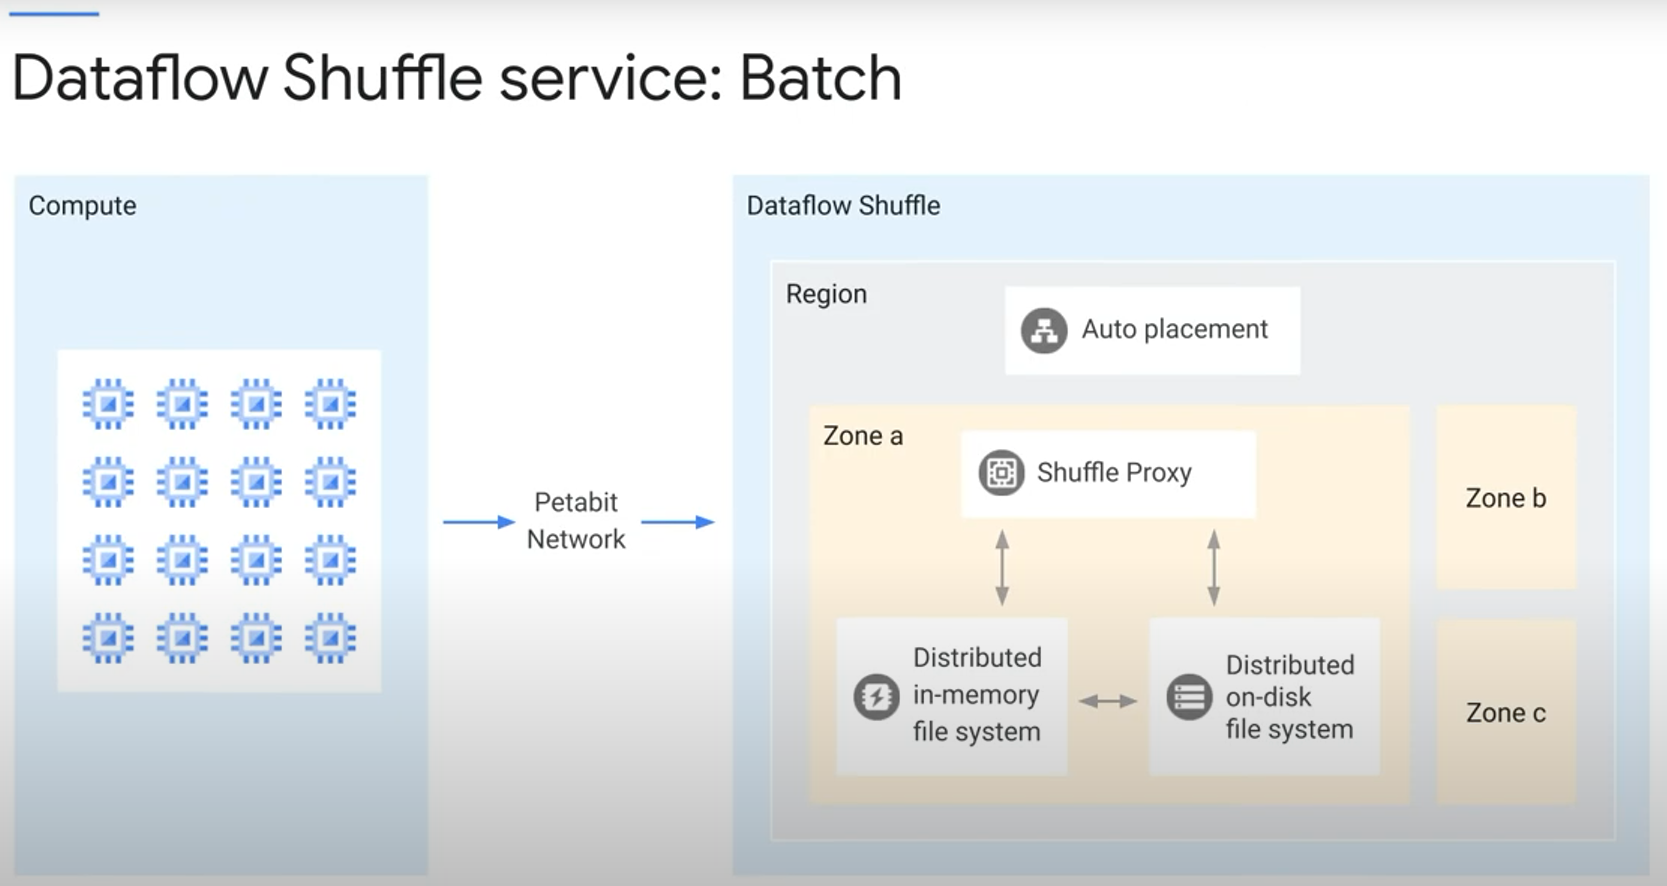 Dataflow Shuffle service: Batch
Compute
Petabit
Network
Dataflow Shuffle
Region
Auto placement
Zone a
Shuffle Proxy
Distributed
in-memory
file system
Distributed
on-disk
file system
Zone b
Zone c